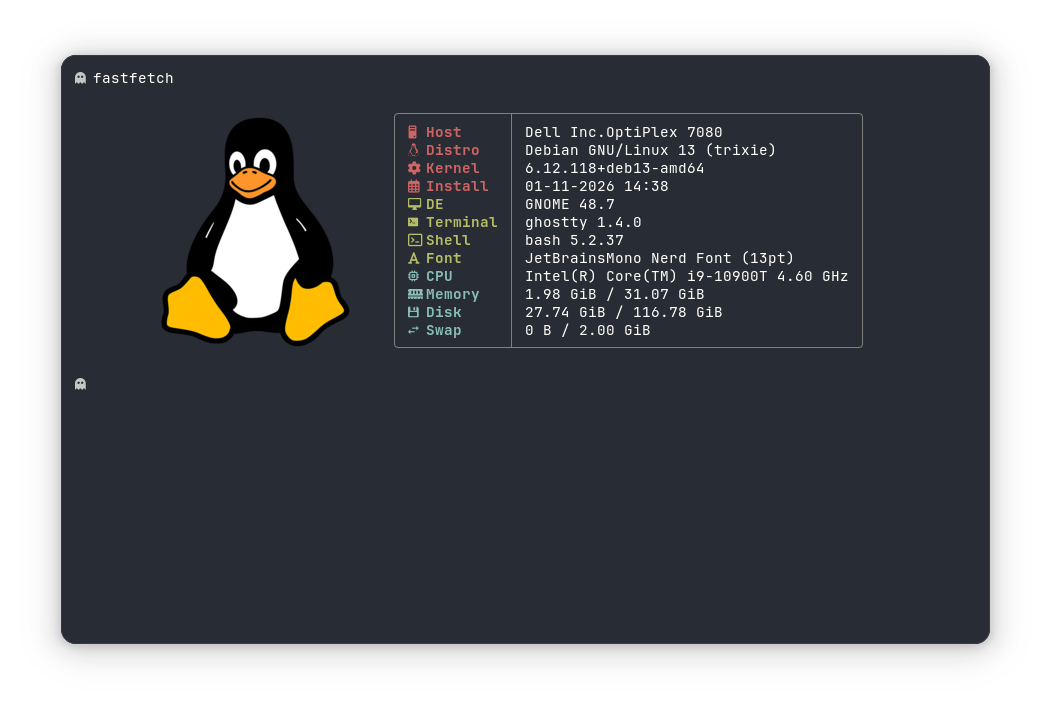 fastfetch
Host Dell Inc.OptiPlex 7080
Distro Debian GNU/Linux 13 (trixie)
Kernel 6.12.118+deb13-amd64
Install 01-11-2026 14:38
DE GNOME 48.7
Terminal ghostty 1.4.0
Shell bash 5.2.37
Font JetBrainsMono Nerd Font (13pt)
CPU Intel(R) Core(TM) i9-10900T 4.60 GHz
Memory 1.98 GiB / 31.07 GiB
Disk 27.74 GiB / 116.78 GiB
Swap 0 B / 2.00 GiB